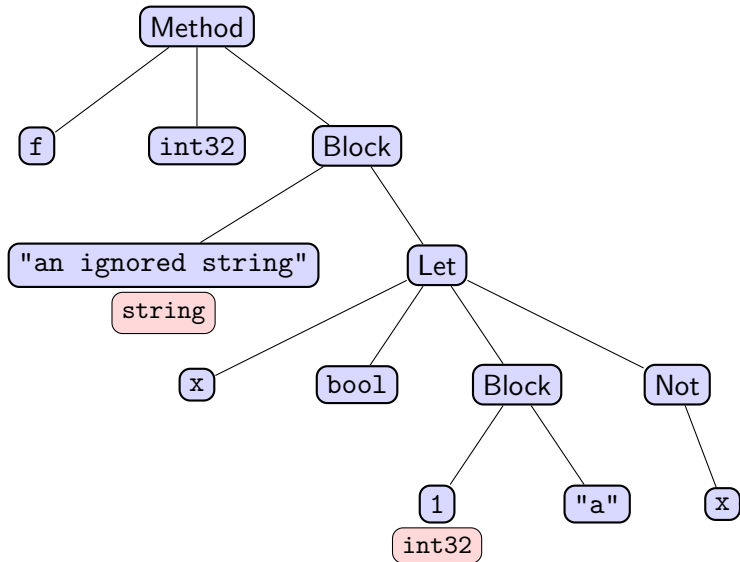 Method
f int32 Block
"an ignored string" Let
string
x bool Block Not
1 "a" x
int32